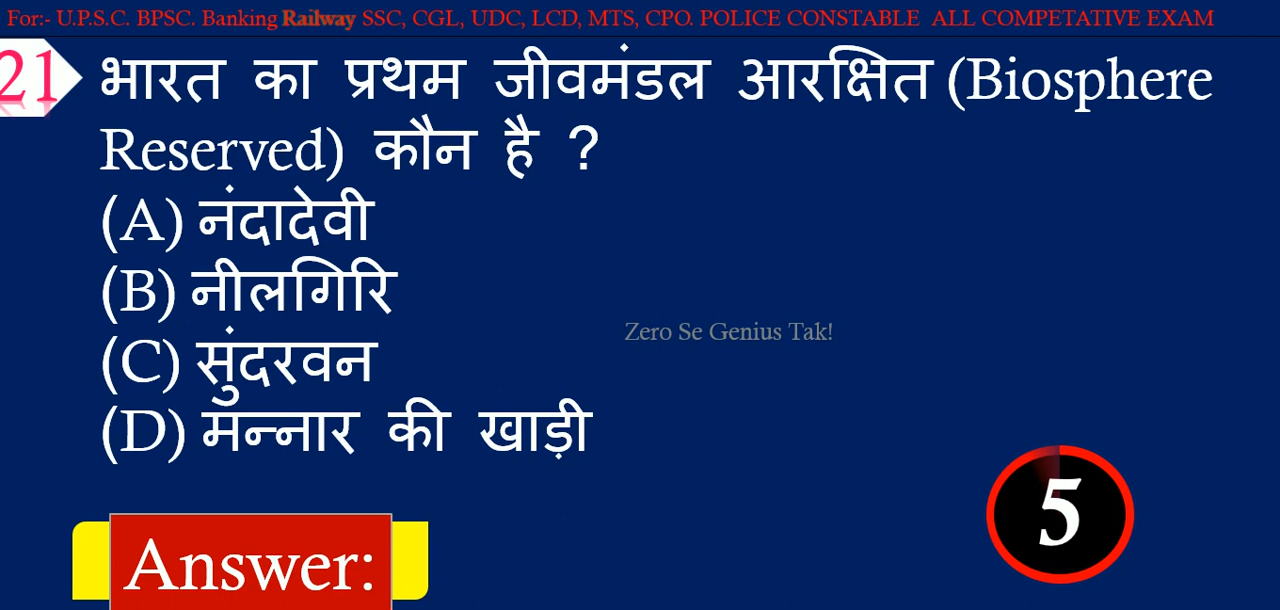 For:- U.P.S.C. BPSC. Banking Railway SSC, CGL, UDC, LCD, MTS, CPO. POLICE CONSTABLE ALL COMPETATIVE EXAM
21 भारत का प्रथम जीवमंडल आरक्षित (Biosphere
Reserved) कौन है ?
(A) नंदादेवी
(B) नीलगिरि
(C) सुंदरवन
Zero Se Genius Tak!
(D) मन्नार की खाड़ी
5
Answer: